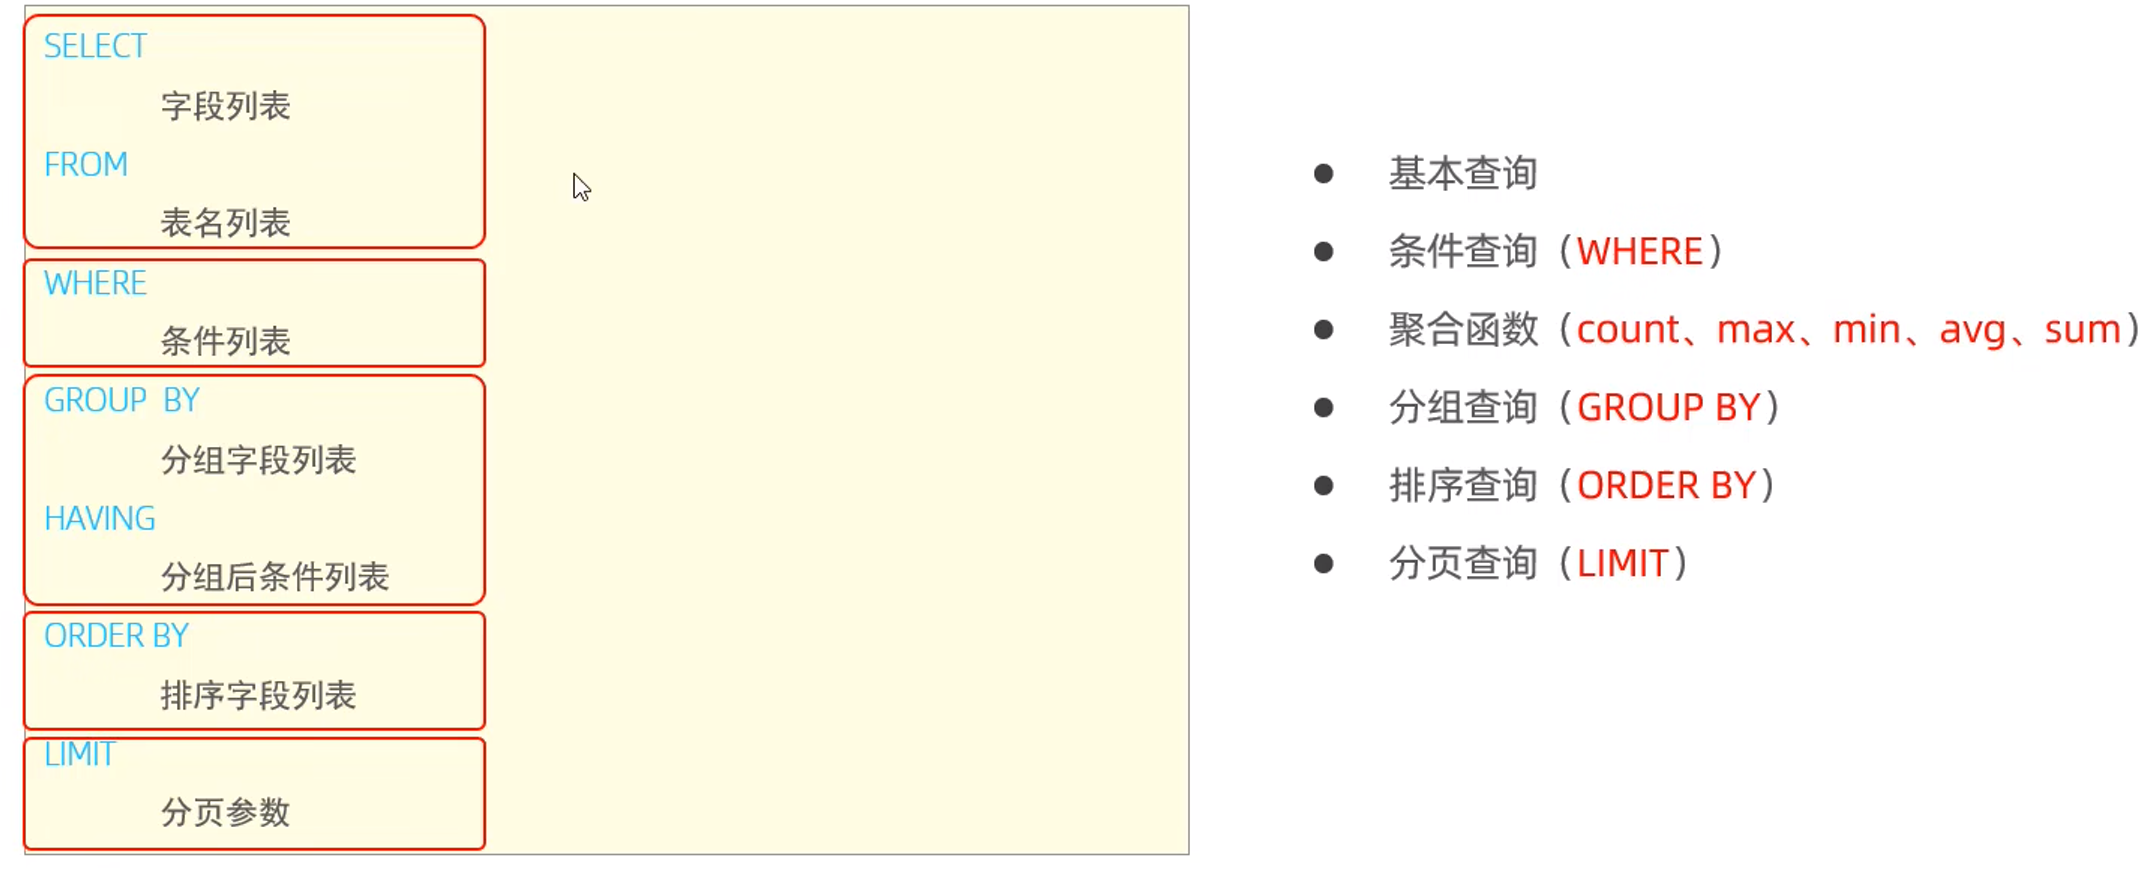 SELECT
字段列表
FROM
表名列表
WHERE
条件列表
GROUP BY
分组字段列表
HAVING
分组后条件列表
ORDER BY
排序字段列表
LIMIT
分页参数
● 基本查询
● 条件查询（WHERE）
● 聚合函数（count、max、min、avg、sum）
● 分组查询（GROUP BY）
● 排序查询（ORDER BY）
● 分页查询（LIMIT）